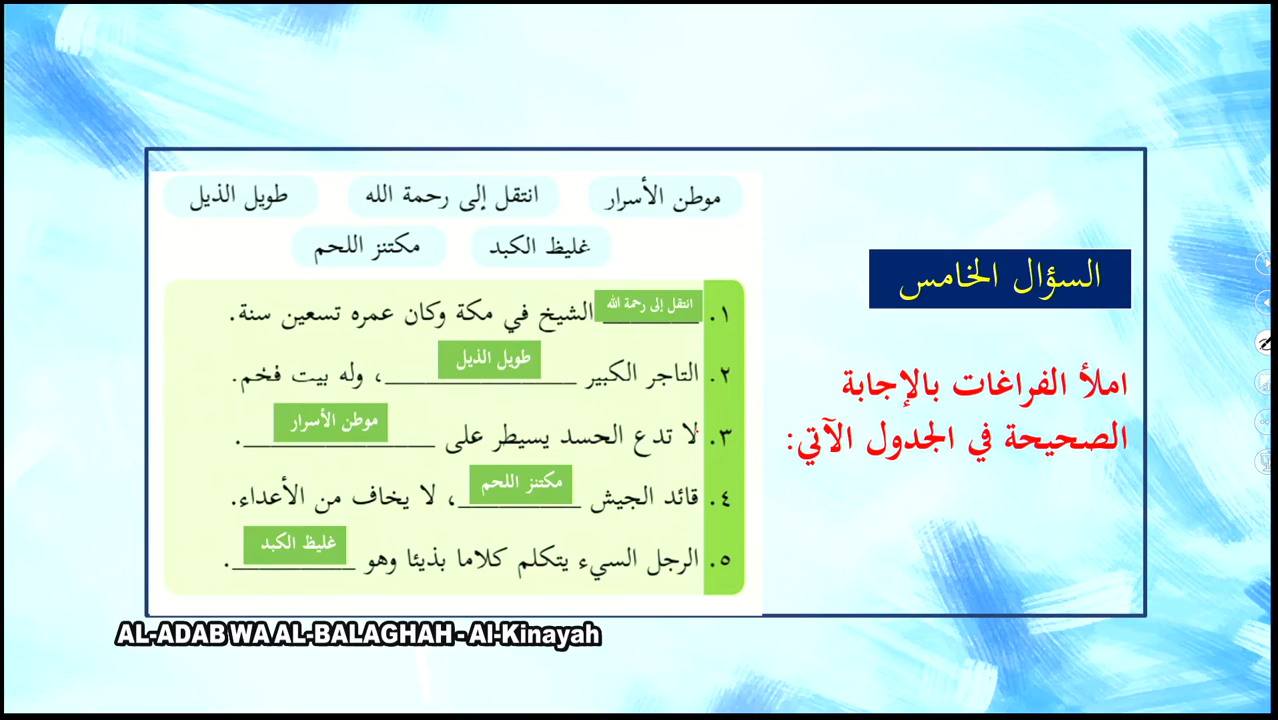 موطن الأسرار انتقل إلى رحمة الله طويل الذيل
غليظ الكبد مكتنز اللحم
السؤال الخامس
املأ الفراغات بالإجابة
الصحيحة في الجدول الآتي:
١. انتقل إلى رحمة الله الشيخ في مكة وكان عمره تسعين سنة.
٢. التاجر الكبير طويل الذيل، وله بيت فخم.
٣. لا تدع الحسد يسيطر على موطن الأسرار.
٤. قائد الجيش مكتنز اللحم، لا يخاف من الأعداء.
٥. الرجل السيء يتكلم كلاما بذيئا وهو غليظ الكبد.
AL-ADAB WA AL-BALAGHAH - Al-Kinayah